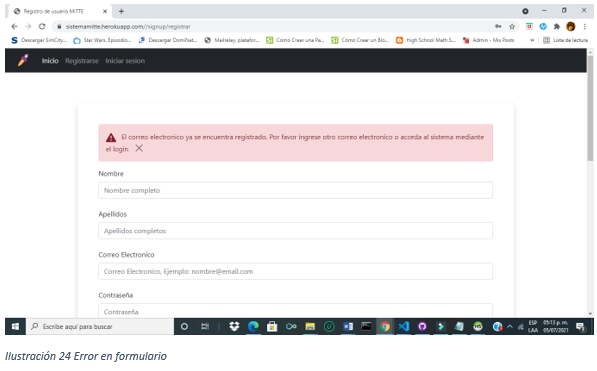 Registro de usuario MITTE
sistemamitte.herokuapp.com//signup/registrar
Descargar SimCity... Star Wars. Episodio... Descargar DomiNat... Mailrelay, platafor... Cómo Crear una Pa... Cómo Crear un Blo... High School Math S... Admin - Mis Posts » Lista de lectura
Inicio Registrarse Iniciar sesion
El correo electronico ya se encuentra registrado. Por favor ingrese otro correo electronico o acceda al sistema mediante
el login
Nombre
Nombre completo
Apellidos
Apellidos completos
Correo Electronico
Correo Electronico, Ejemplo: nombre@email.com
Contraseña
Contraseña
Escribe aquí para buscar
ESP 05:13 p. m.
LAA 05/07/2021
Ilustración 24 Error en formulario